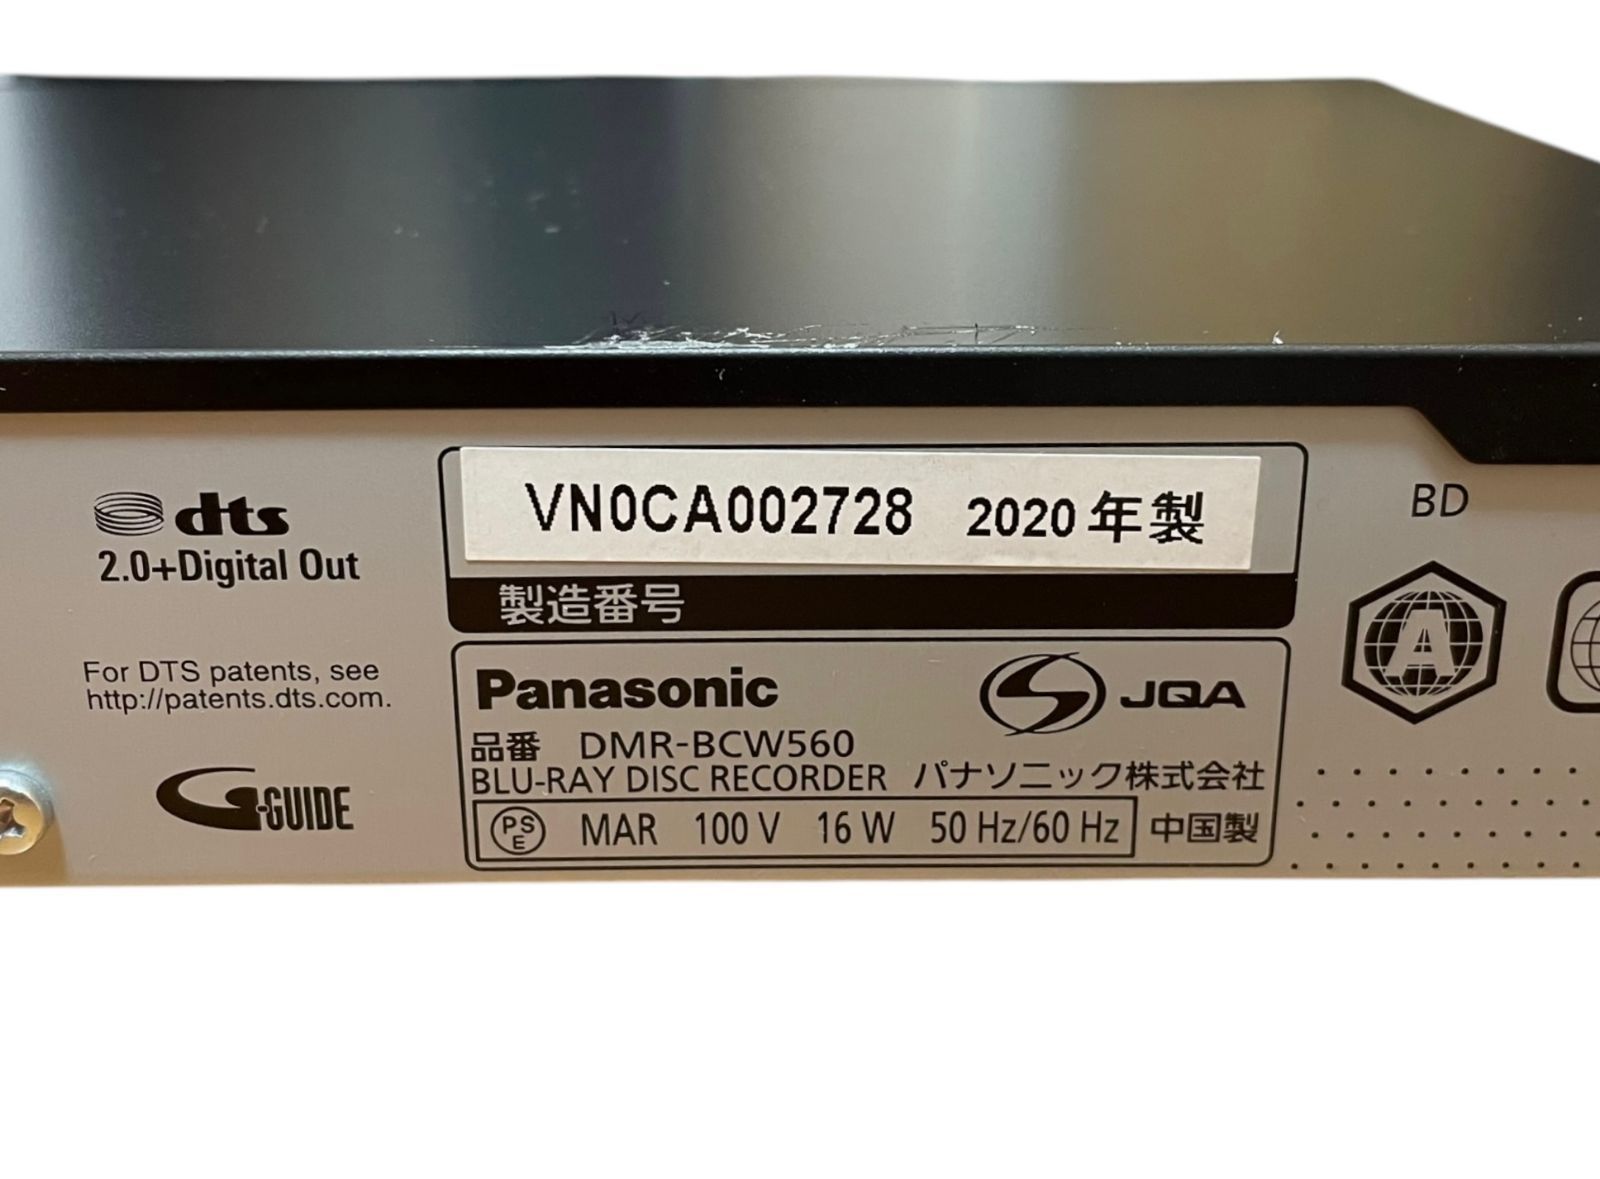 dts
2.0+Digital Out
For DTS patents, see
http://patents.dts.com.
G-GUIDE
VN0CA002728 2020年製
製造番号
Panasonic
JQA
品番 DMR-BCW560
BLU-RAY DISC RECORDER パナソニック株式会社
PSE MAR 100 V 16 W 50 Hz/60 Hz 中国製
BD
A